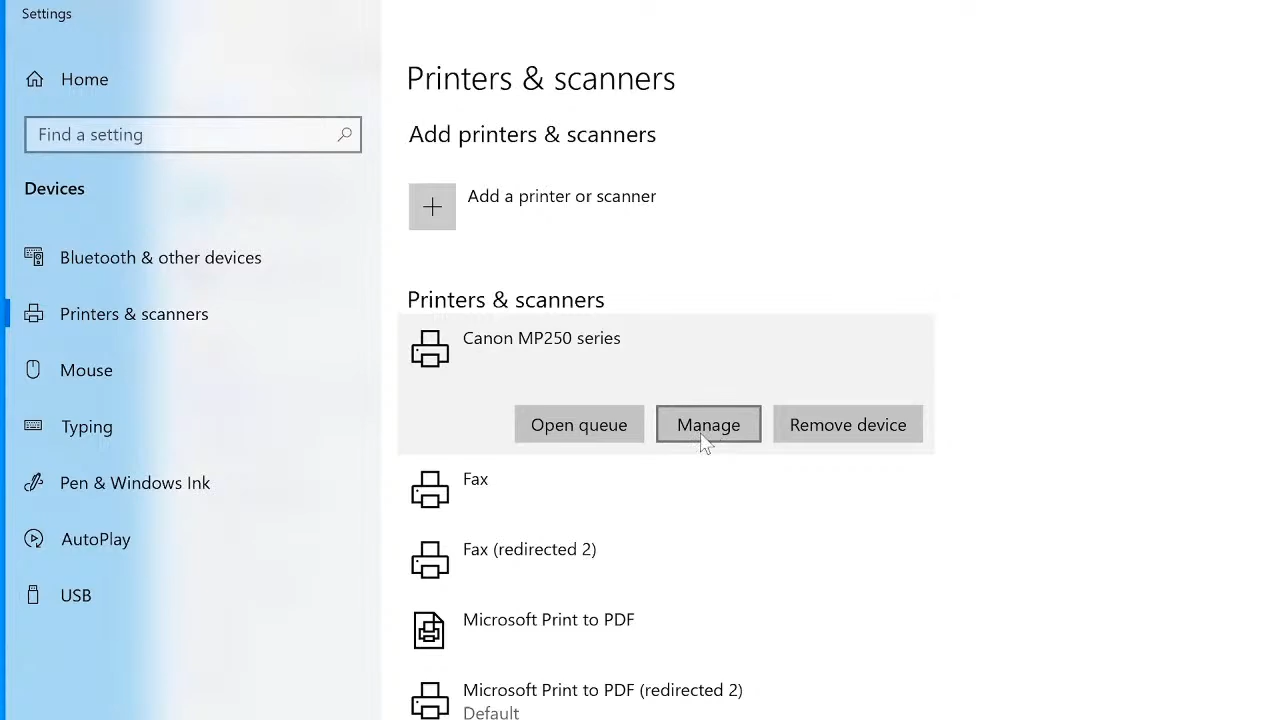 Settings
Home
Find a setting
Devices
Bluetooth & other devices
Printers & scanners
Mouse
Typing
Pen & Windows Ink
AutoPlay
USB
Printers & scanners
Add printers & scanners
Add a printer or scanner
Printers & scanners
Canon MP250 series
Open queue
Manage
Remove device
Fax
Fax (redirected 2)
Microsoft Print to PDF
Microsoft Print to PDF (redirected 2)
Default